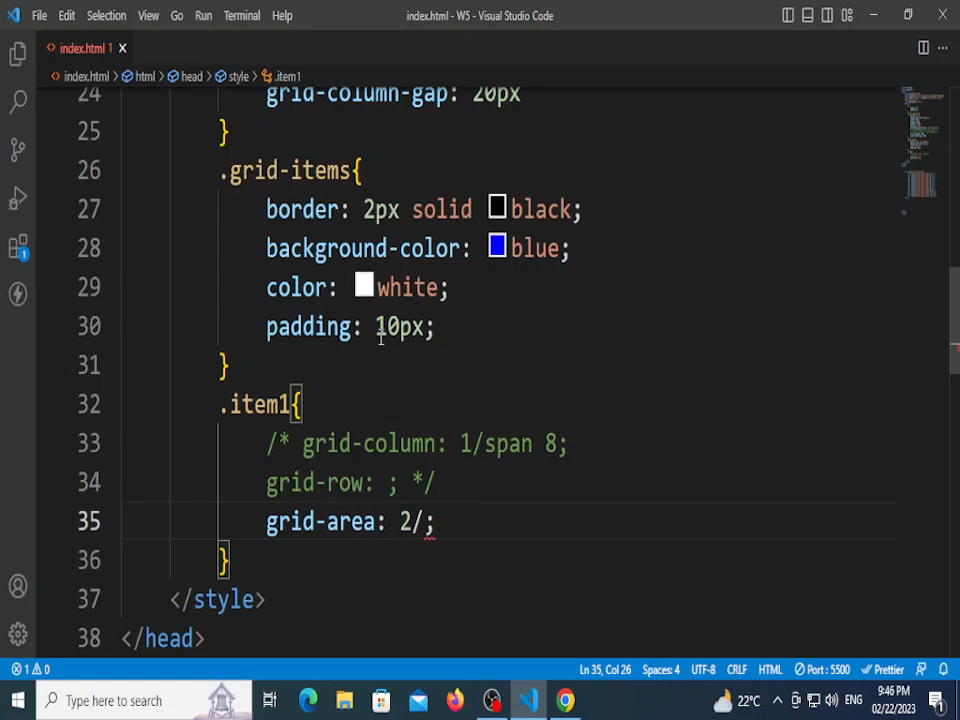 File Edit Selection View Go Run Terminal Help index.html - W5 - Visual Studio Code
index.html 1
index.html > html > head > style > .item1
24 grid-column-gap: 20px
25 }
26 .grid-items{
27 border: 2px solid black;
28 background-color: blue;
29 color: white;
30 padding: 10px;
31 }
32 .item1{
33 /* grid-column: 1/span 8;
34 grid-row: ; */
35 grid-area: 2/;
36 }
37 </style>
38 </head>
1
1 0 Ln 35, Col 26 Spaces: 4 UTF-8 CRLF HTML Port : 5500 Prettier
Type here to search 22°C ENG 9:46 PM
02/22/2023
1